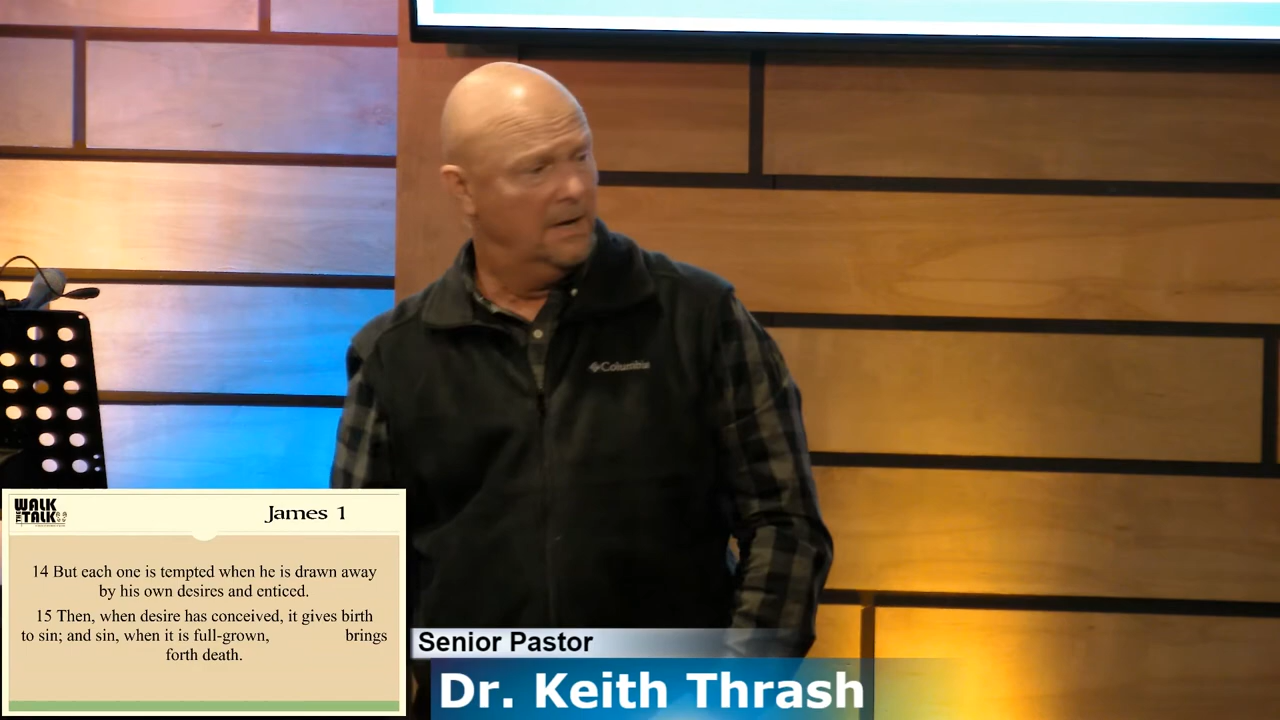 Columbia
WALK
THE TALK
James 1
14 But each one is tempted when he is drawn away
by his own desires and enticed.
15 Then, when desire has conceived, it gives birth
to sin; and sin, when it is full-grown, brings
forth death.
Senior Pastor
Dr. Keith Thrash